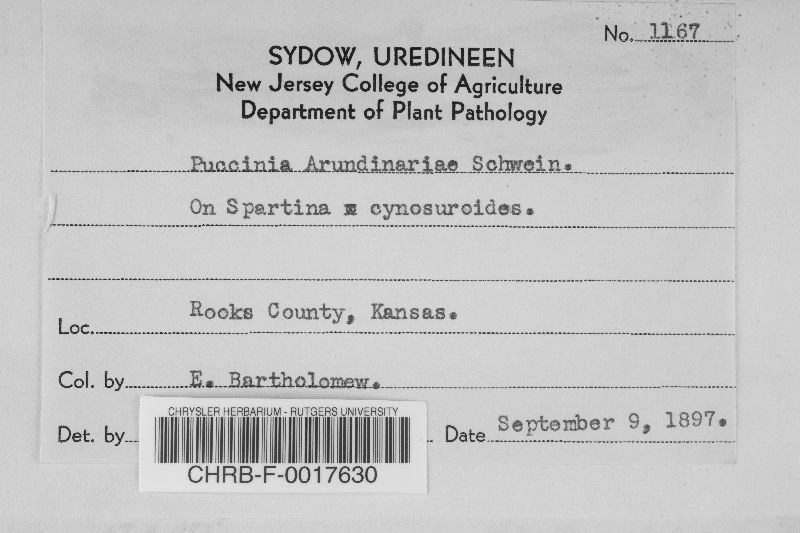 No. 1167
SYDOW, UREDINEEN
New Jersey College of Agriculture
Department of Plant Pathology
Puccinia Arundinariae Schwein.
On Spartina x cynosuroides.
Rooks County, Kansas.
Loc.
Col. by E. Bartholomew.
Det. by
Date September 9, 1897.
CHRYSLER HERBARIUM - RUTGERS UNIVERSITY
CHRB-F-0017630